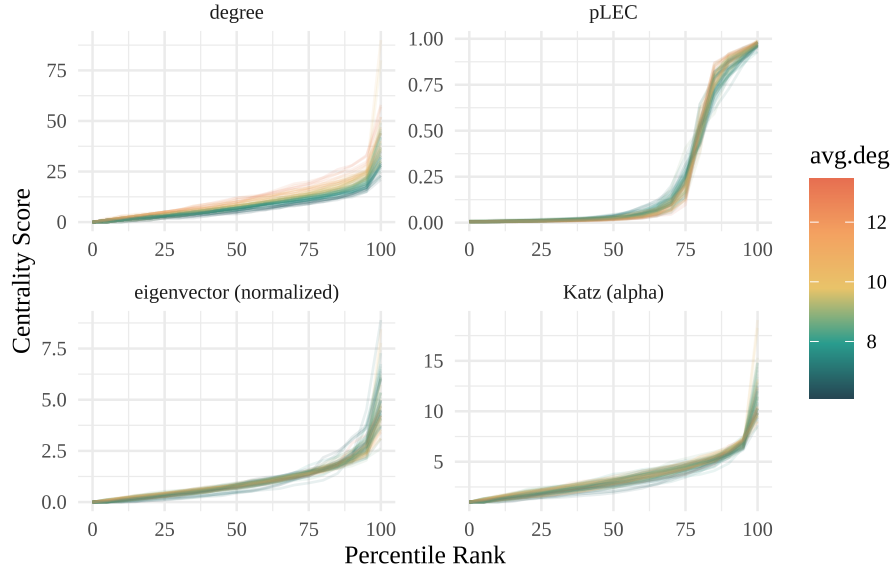 degree
pLEC
75
50
25
0
0 25 50 75 100
1.00
0.75
0.50
0.25
0.00
0 25 50 75 100
avg.deg
12
10
8
Centrality Score
eigenvector (normalized)
Katz (alpha)
7.5
5.0
2.5
0.0
0 25 50 75 100
15
10
5
0 25 50 75 100
Percentile Rank